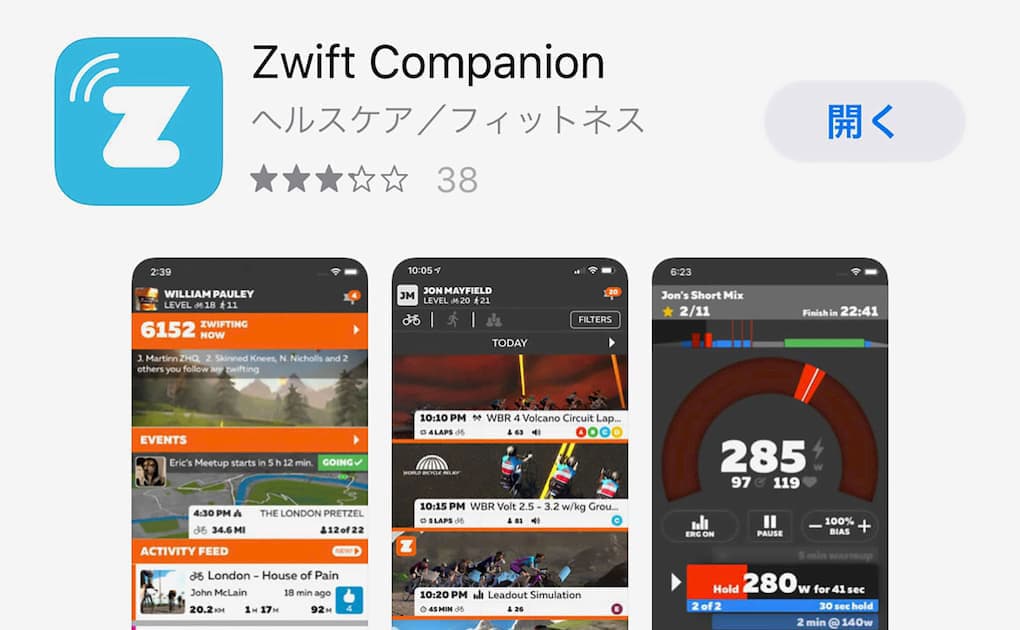 Zwift Companion
ヘルスケア／フィットネス
38
開く
2:39
WILLIAM PAULEY
LEVEL 18 11
4
6152 ZWIFTING NOW
J. Martinn ZHQ, 2. Skinned Knees, N. Nicholls and 2
others you follow are zwifting
EVENTS
Eric's Meetup starts in 5 h 12 min.
GOING
4:30 PM THE LONDON PRETZEL
34.6 MI 12 of 22
ACTIVITY FEED
NEW!
London - House of Pain
John McLain 18 min ago
20.2 KM 1 H 17 M 92 M
4
10:05
JM
JON MAYFIELD
LEVEL 20 21
20
FILTERS
TODAY
10:10 PM WBR 4 Volcano Circuit Lap...
4 LAPS 63 A B C D
WORLD BICYCLE RELIEF
10:15 PM WBR Volt 2.5 - 3.2 w/kg Grou...
5 LAPS 81 C
10:20 PM Leadout Simulation
45 MIN 26 E
6:23
Jon's Short Mix
2/11 Finish in 22:41
285 W
97 119
ERG ON
PAUSE
100%
BIAS
5 min warmup
Hold 280 W for 41 sec
2 of 2 30 sec hold
2 min @ 140w